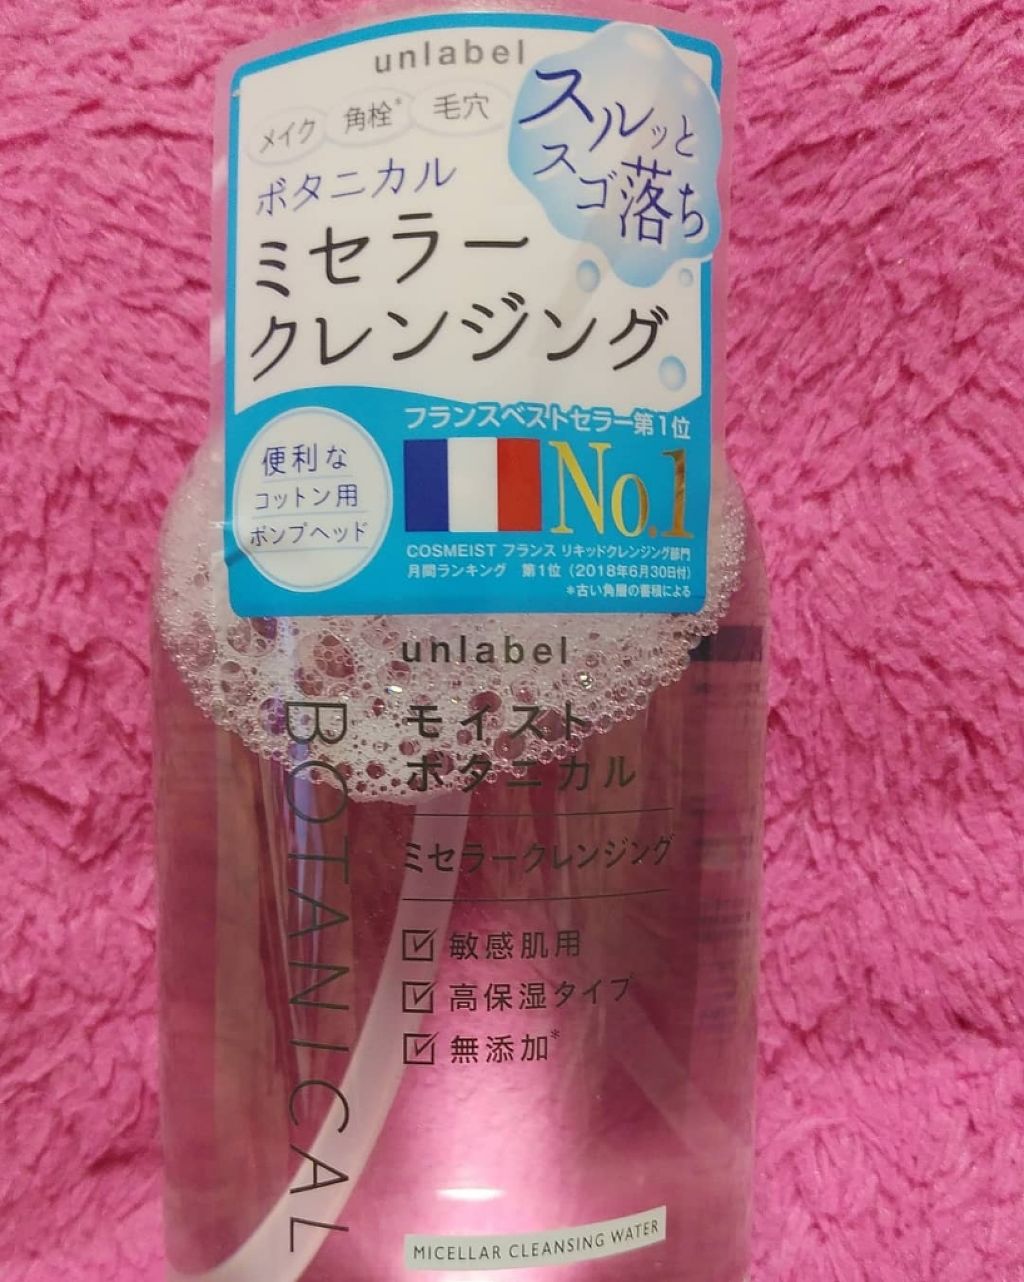 unlabel
メイク 角栓* 毛穴
スルッと
スゴ落ち
ボタニカル
ミセラー
クレンジング
便利な
コットン用
ポンプヘッド
フランスベストセラー第1位
No.1
COSMEIST フランス リキッドクレンジング部門
月間ランキング 第1位(2018年6月30日付)
*古い角層の蓄積による
unlabel
BOTANICAL
モイスト
ボタニカル
ミセラークレンジング
敏感肌用
高保湿タイプ
無添加*
MICELLAR CLEANSING WATER